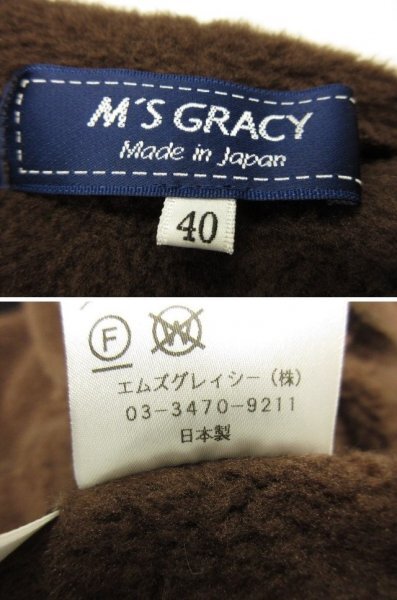 M'S GRACY
Made in Japan
40
F W
エムズグレイシー(株)
03-3470-9211
日本製